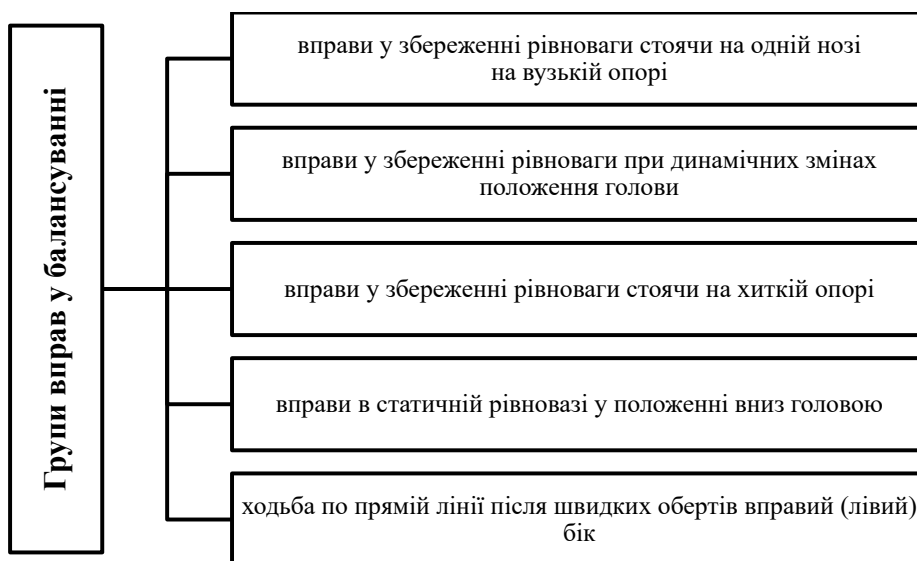 Групи вправ у балансуванні
вправи у збереженні рівноваги стоячи на одній нозі
на вузькій опорі
вправи у збереженні рівноваги при динамічних змінах
положення голови
вправи у збереженні рівноваги стоячи на хиткій опорі
вправи в статичній рівновазі у положенні вниз головою
ходьба по прямій лінії після швидких обертів вправий (лівий)
бік